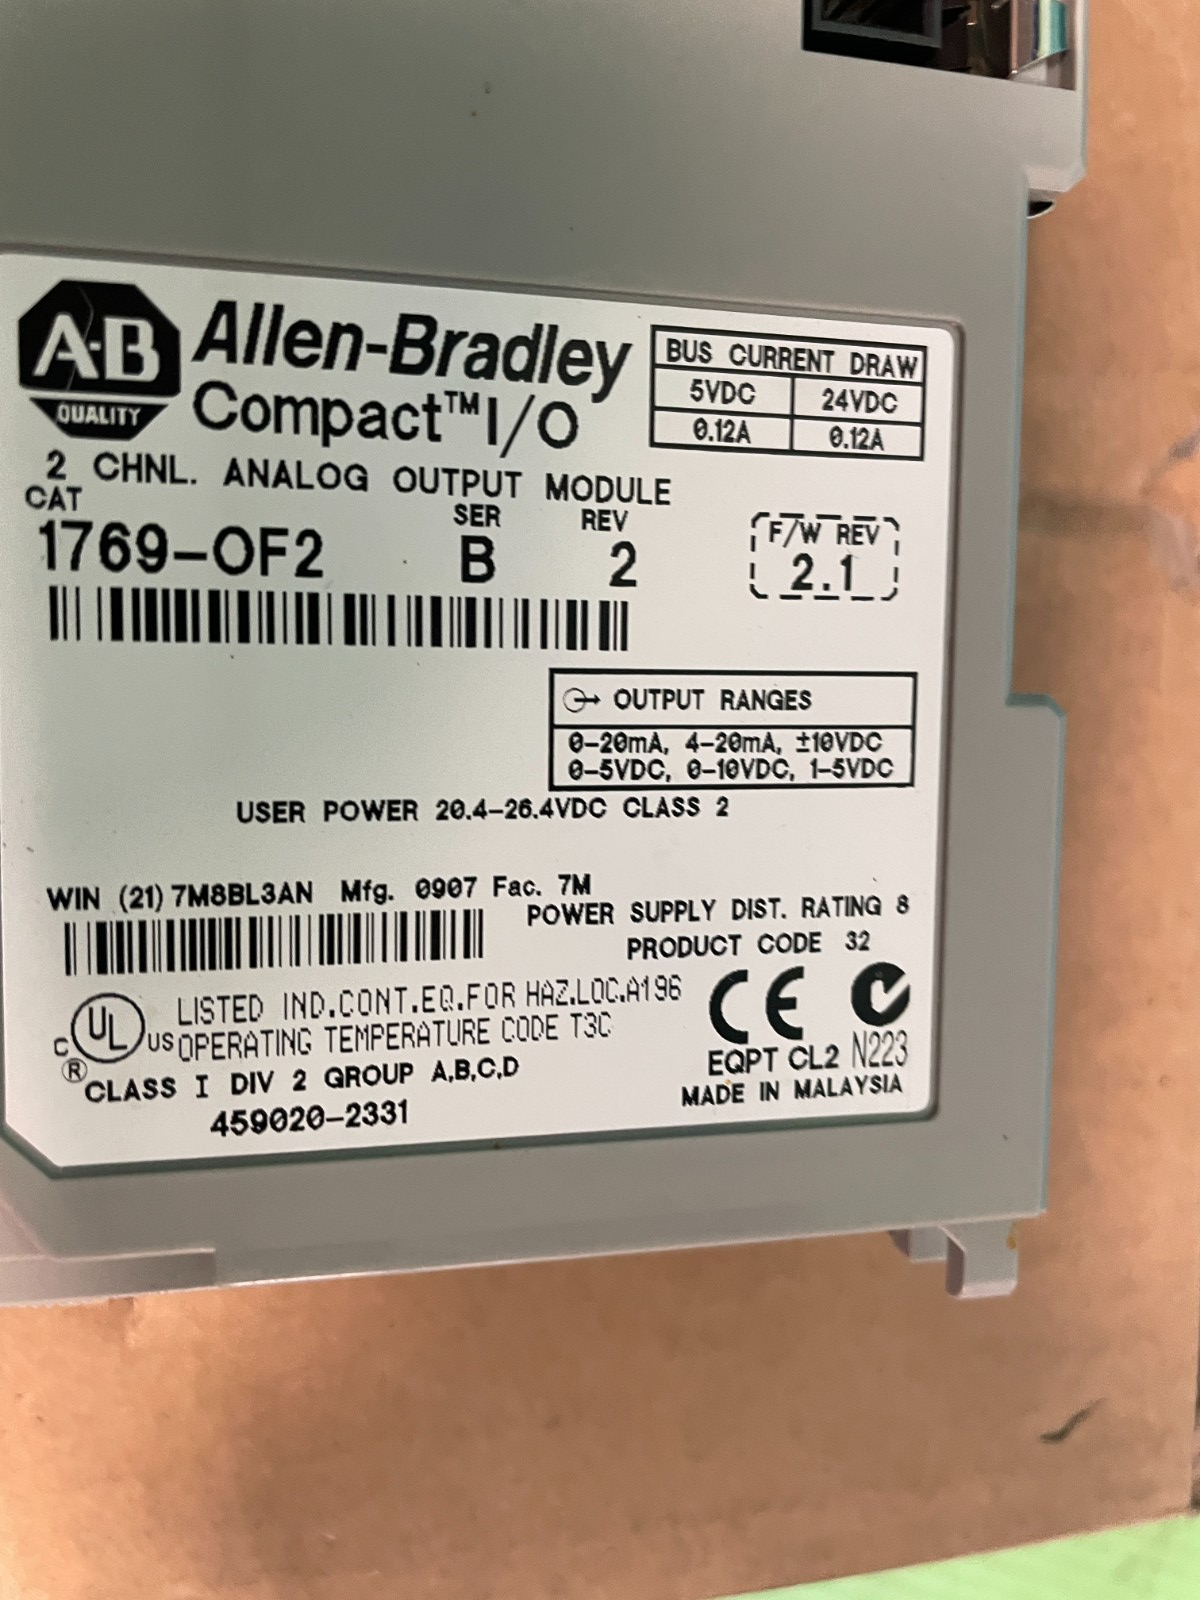 A-B
QUALITY
Allen-Bradley
Compact™ I/O
BUS CURRENT DRAW
5VDC 24VDC
0.12A 0.12A
2 CHNL. ANALOG OUTPUT MODULE
CAT SER REV
1769-OF2 B 2
F/W REV
2.1
OUTPUT RANGES
0-20mA, 4-20mA, ±10VDC
0-5VDC, 0-10VDC, 1-5VDC
USER POWER 20.4-26.4VDC CLASS 2
WIN (21) 7M8BL3AN Mfg. 0907 Fac. 7M
POWER SUPPLY DIST. RATING 8
PRODUCT CODE 32
C UL US
®
LISTED IND.CONT.EQ.FOR HAZ.LOC.A196
OPERATING TEMPERATURE CODE T3C
CLASS I DIV 2 GROUP A,B,C,D
459020-2331
CE
EQPT CL2 N223
MADE IN MALAYSIA